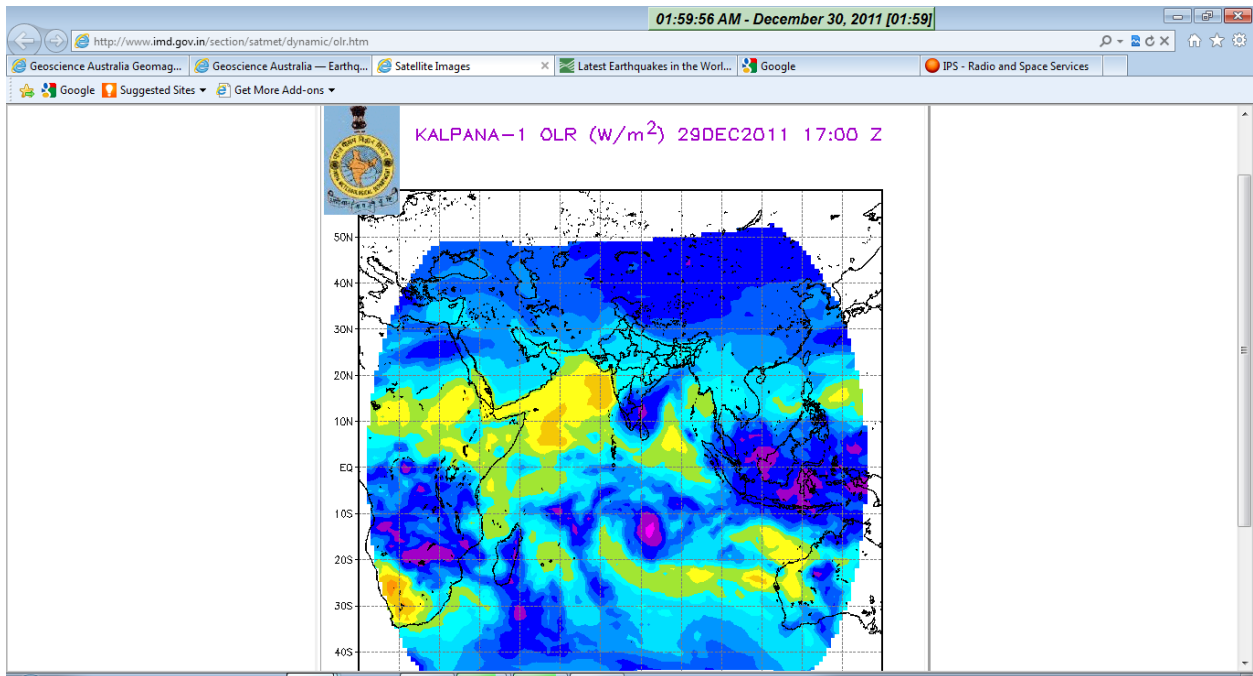 01:59:56 AM - December 30, 2011 [01:59]
http://www.imd.gov.in/section/satmet/dynamic/olr.htm
Geoscience Australia Geomag... Geoscience Australia — Earthq... Satellite Images Latest Earthquakes in the Worl... Google IPS - Radio and Space Services
Google Suggested Sites Get More Add-ons
KALPANA-1 OLR (W/m²) 29DEC2011 17:00 Z
50N
40N
30N
20N
10N
EQ
10S
20S
30S
40S